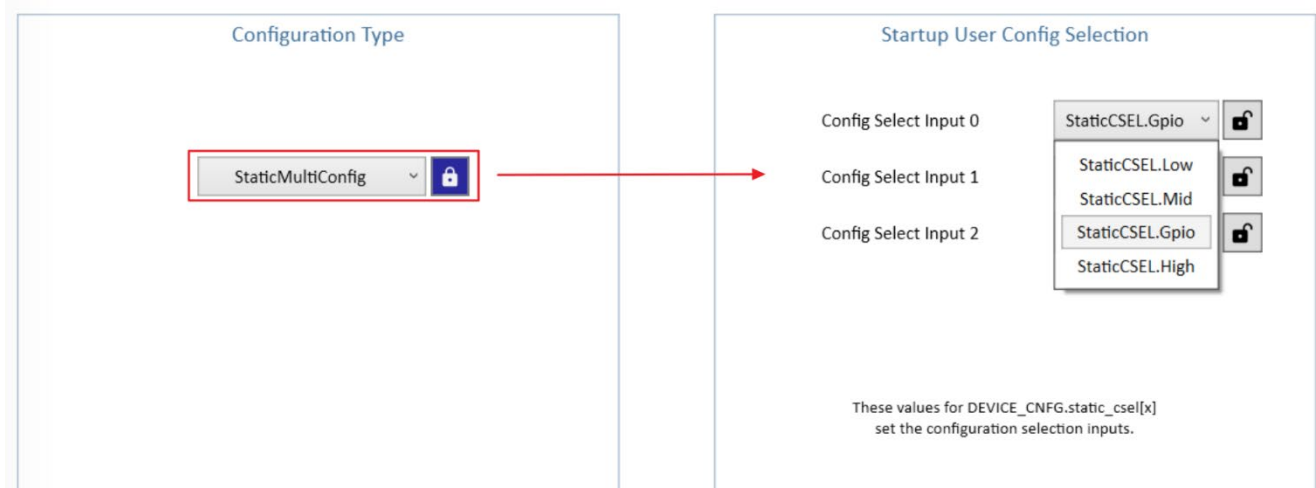 Configuration Type
StaticMultiConfig
Startup User Config Selection
Config Select Input 0
StaticCSEL.Gpio
StaticCSEL.Low
Config Select Input 1
StaticCSEL.Mid
Config Select Input 2
StaticCSEL.Gpio
StaticCSEL.High
These values for DEVICE_CNFG.static_csel[x]
set the configuration selection inputs.